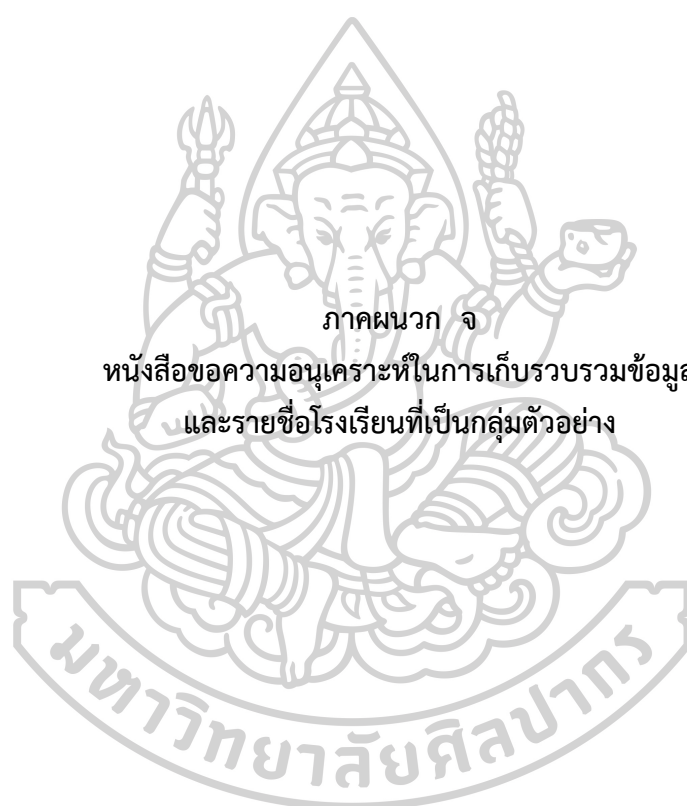 ภาคผนวก จ
หนังสือขอความอนุเคราะห์ในการเก็บรวบรวมข้อมูล
และรายชื่อโรงเรียนที่เป็นกลุ่มตัวอย่าง
มหาวิทยาลัยศิลปากร